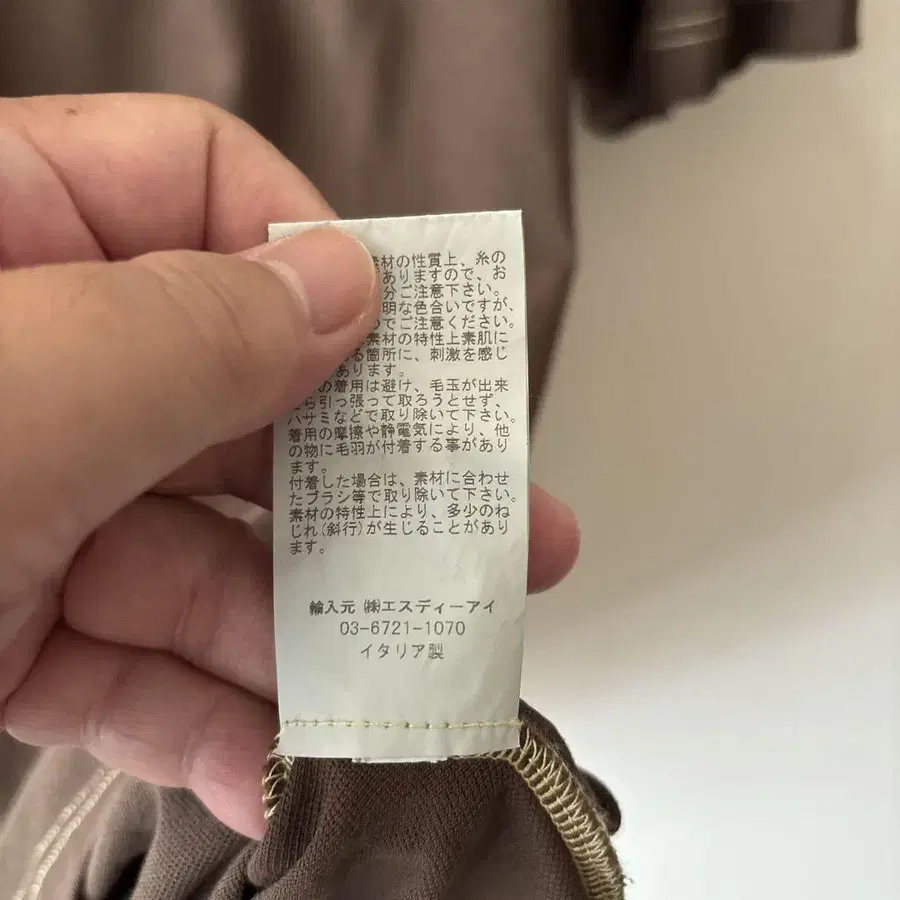 素材の性質上、糸の
ありますので、お
分ご注意下さい。
明な色合いですが、
のでご注意ください。
素材の特性上素肌に
る箇所に、刺激を感じ
あります。
の着用は避け、毛玉が出来
たら引っ張って取ろうとせず、
ハサミなどで取り除いて下さい。
着用の摩擦や静電気により、他
の物に毛羽が付着する事があり
ます。
付着した場合は、素材に合わせ
たブラシ等で取り除いて下さい。
素材の特性上により、多少のね
じれ(斜行)が生じることがあり
ます。
輸入元 ㈱エスディーアイ
03-6721-1070
イタリア製